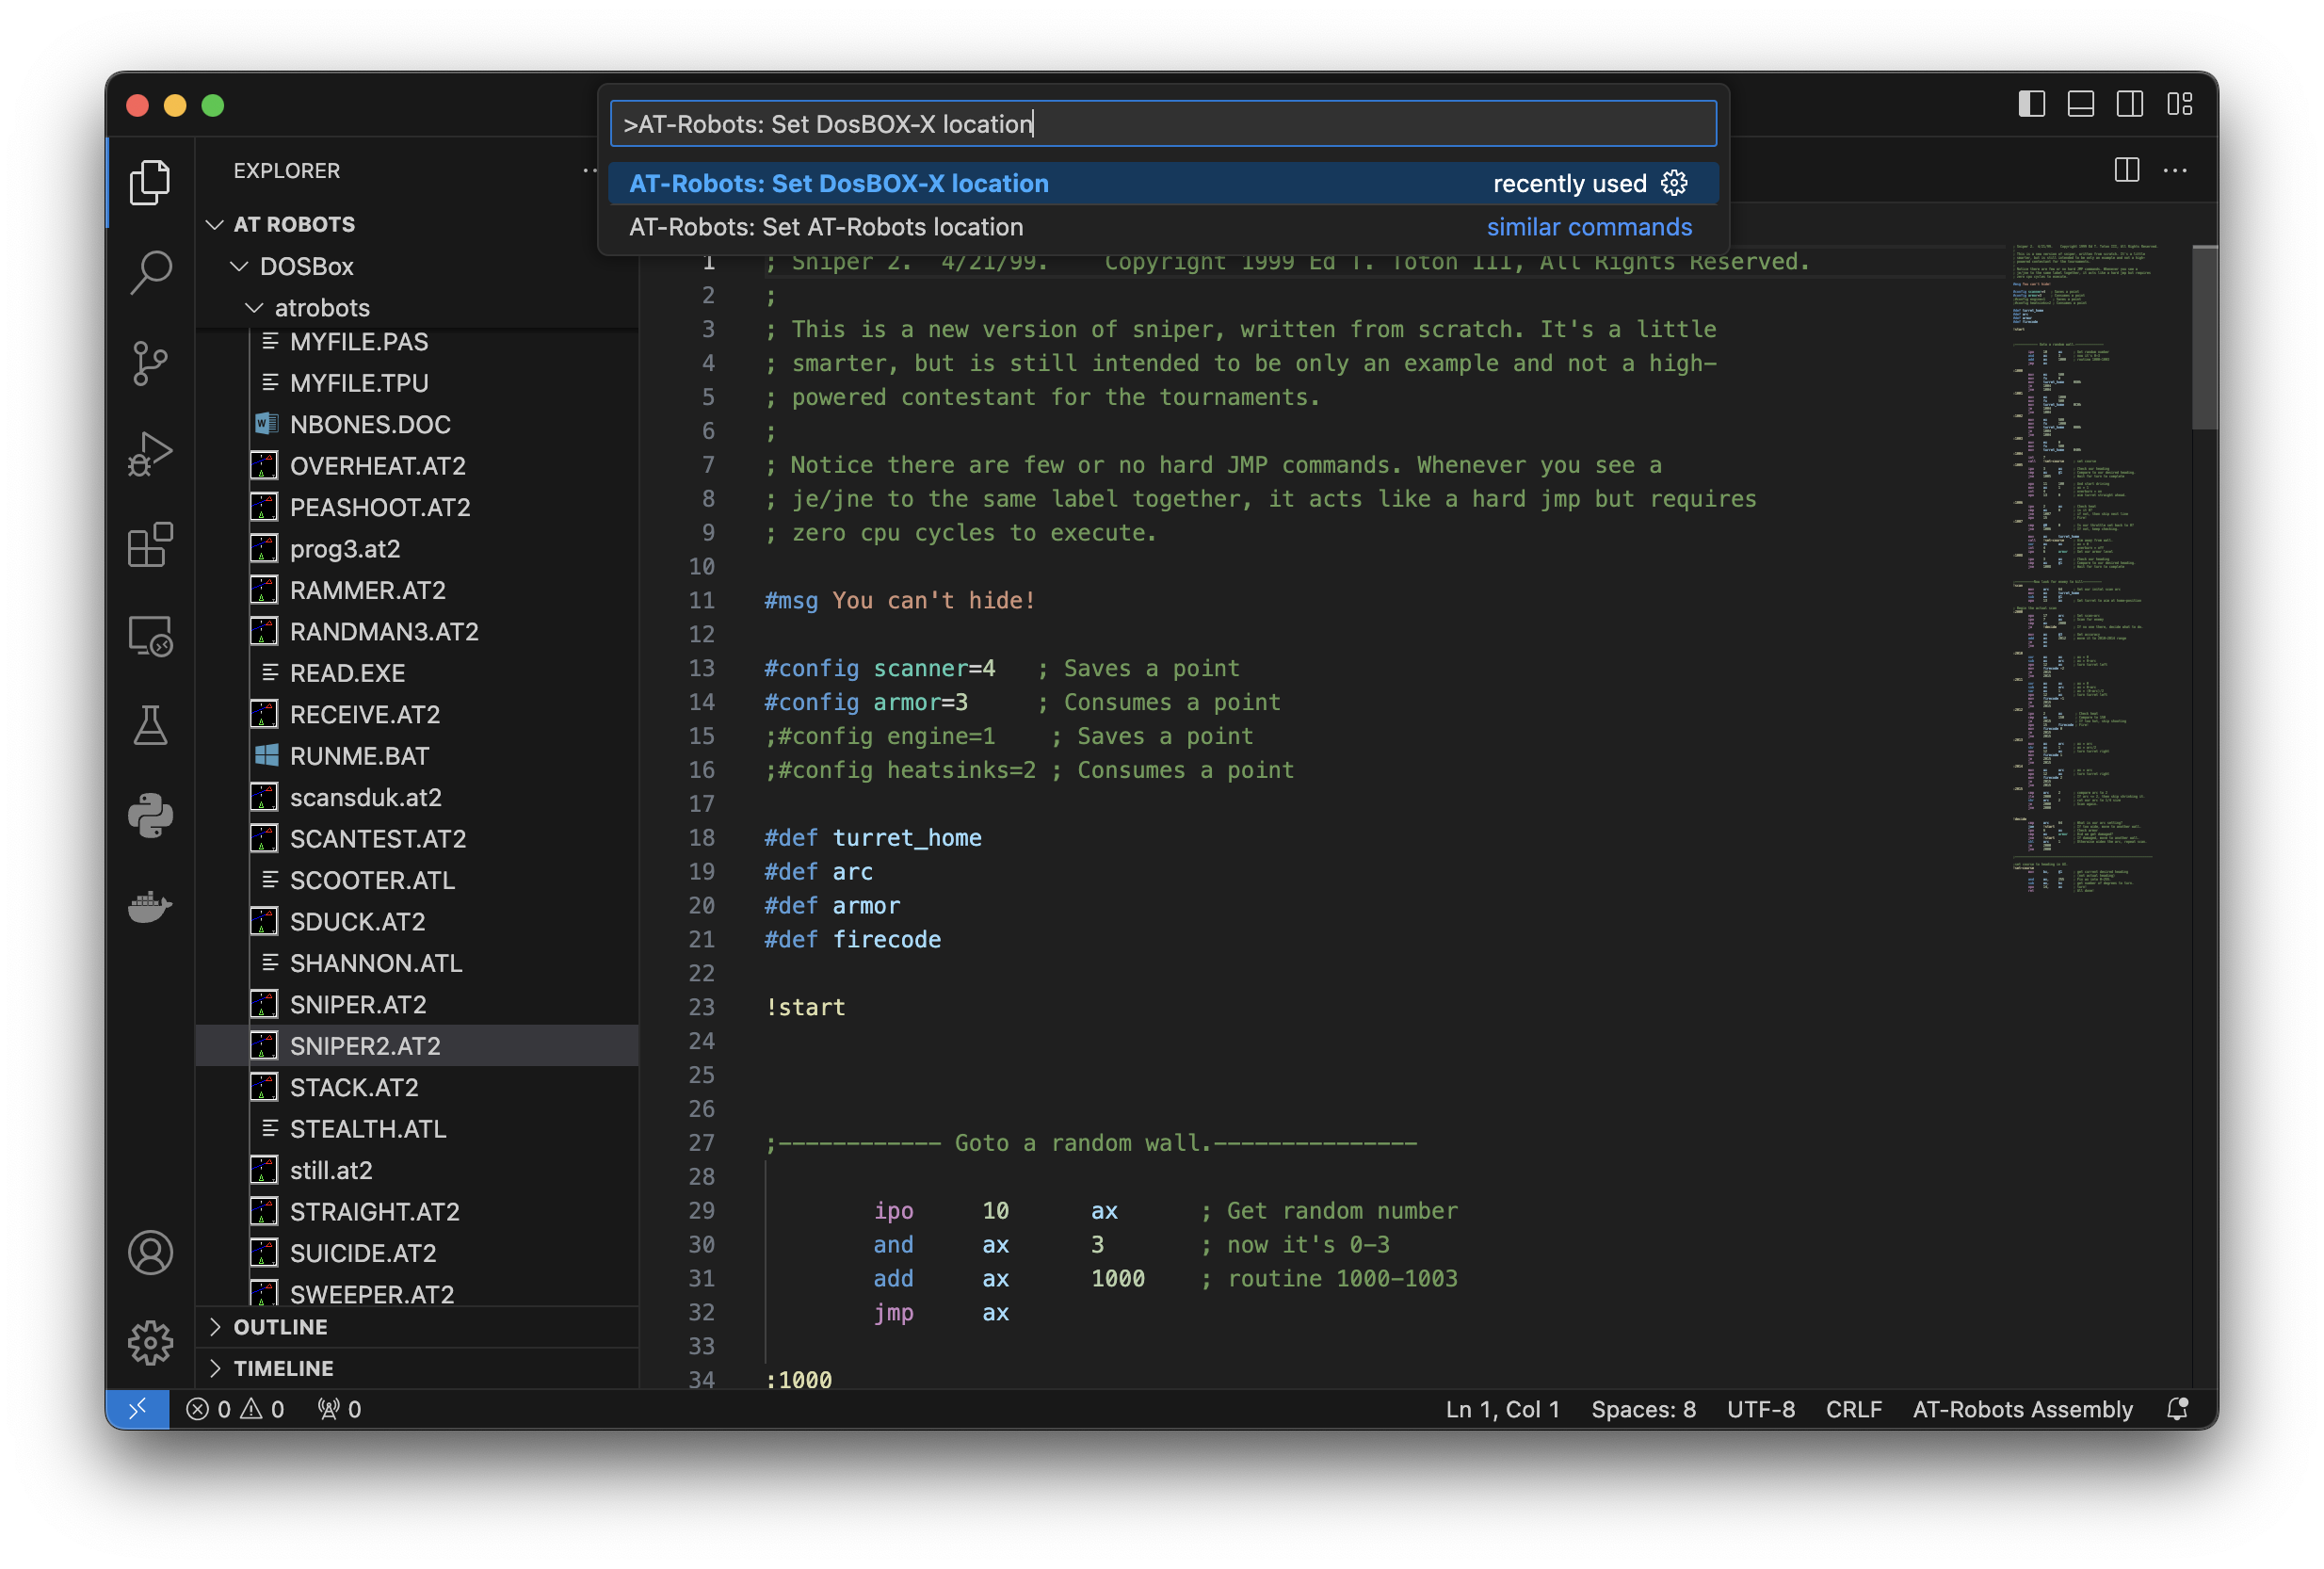 >AT-Robots: Set DosBOX-X location
AT-Robots: Set DosBOX-X location recently used
AT-Robots: Set AT-Robots location similar commands
EXPLORER
AT ROBOTS
DOSBox
atrobots
MYFILE.PAS
MYFILE.TPU
NBONES.DOC
OVERHEAT.AT2
PEASHOOT.AT2
prog3.at2
RAMMER.AT2
RANDMAN3.AT2
READ.EXE
RECEIVE.AT2
RUNME.BAT
scansduk.at2
SCANTEST.AT2
SCOOTER.ATL
SDUCK.AT2
SHANNON.ATL
SNIPER.AT2
SNIPER2.AT2
STACK.AT2
STEALTH.ATL
still.at2
STRAIGHT.AT2
SUICIDE.AT2
SWEEPER.AT2
OUTLINE
TIMELINE
1 ; Sniper 2.  4/21/99.    Copyright 1999 Ed T. Toton III, All Rights Reserved.
2 ;
3 ; This is a new version of sniper, written from scratch. It's a little
4 ; smarter, but is still intended to be only an example and not a high-
5 ; powered contestant for the tournaments.
6 ;
7 ; Notice there are few or no hard JMP commands. Whenever you see a
8 ; je/jne to the same label together, it acts like a hard jmp but requires
9 ; zero cpu cycles to execute.
10
11 #msg You can't hide!
12
13 #config scanner=4   ; Saves a point
14 #config armor=3     ; Consumes a point
15 ;#config engine=1    ; Saves a point
16 ;#config heatsinks=2 ; Consumes a point
17
18 #def turret_home
19 #def arc
20 #def armor
21 #def firecode
22
23 !start
24
25
26
27 ;------------ Goto a random wall.---------------
28
29         ipo     10      ax      ; Get random number
30         and     ax      3       ; now it's 0-3
31         add     ax      1000    ; routine 1000-1003
32         jmp     ax
33
34 :1000
0 0 0 Ln 1, Col 1 Spaces: 8 UTF-8 CRLF AT-Robots Assembly